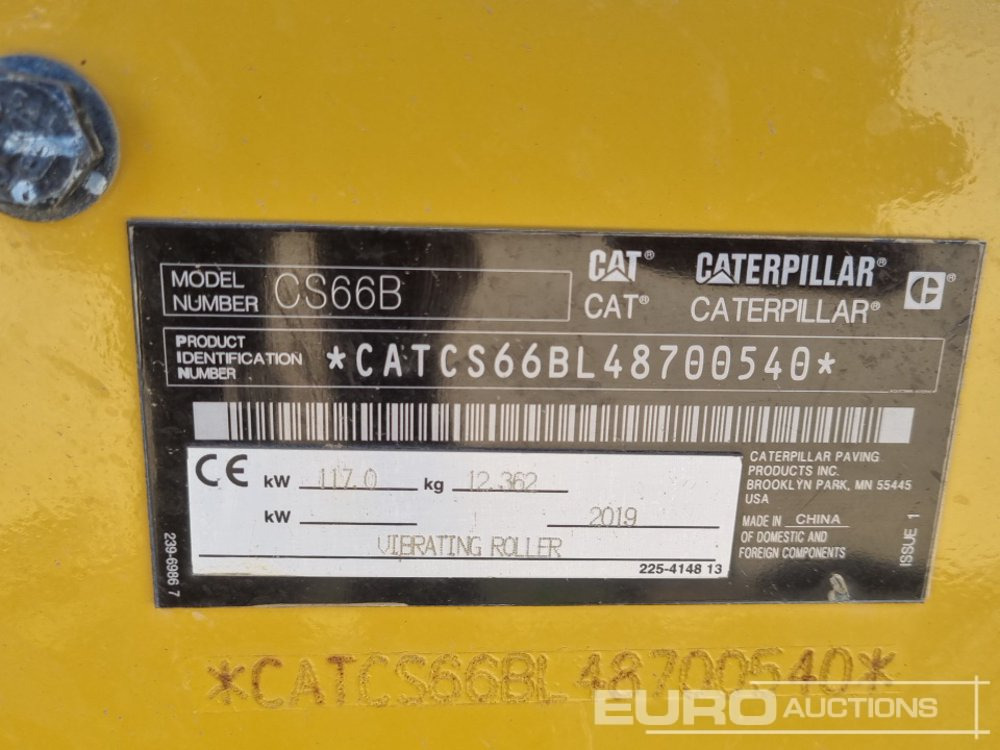 MODEL NUMBER CS66B
CAT® CATERPILLAR®
CAT® CATERPILLAR®
PRODUCT
IDENTIFICATION
NUMBER
*CATCS66BL48700540*
CE kW 117.0 kg 12.362
kW 2019
VIBRATING ROLLER
225-4148 13
239-6986 7
CATERPILLAR PAVING
PRODUCTS INC.
BROOKLYN PARK, MN 55445
USA
MADE IN CHINA
OF DOMESTIC AND
FOREIGN COMPONENTS
ISSUE 1
*CATCS66BL48700540*
EURO AUCTIONS